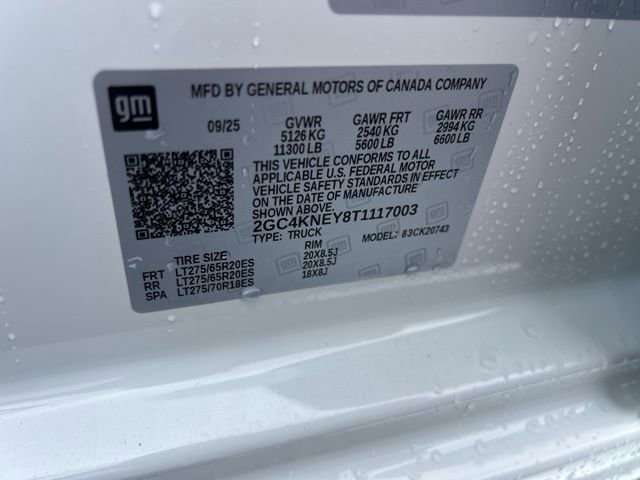 gm
MFD BY GENERAL MOTORS OF CANADA COMPANY
09/25 GVWR GAWR FRT GAWR RR
5126 KG 2540 KG 2994 KG
11300 LB 5600 LB 6600 LB
THIS VEHICLE CONFORMS TO ALL
APPLICABLE U.S. FEDERAL MOTOR
VEHICLE SAFETY STANDARDS IN EFFECT
ON THE DATE OF MANUFACTURE
SHOWN ABOVE.
2GC4KNEY8T1117003
TYPE: TRUCK MODEL: 83CK20743
TIRE SIZE RIM
FRT LT275/65R20ES 20X8.5J
RR LT275/65R20ES 20X8.5J
SPA LT275/70R18ES 18X8J